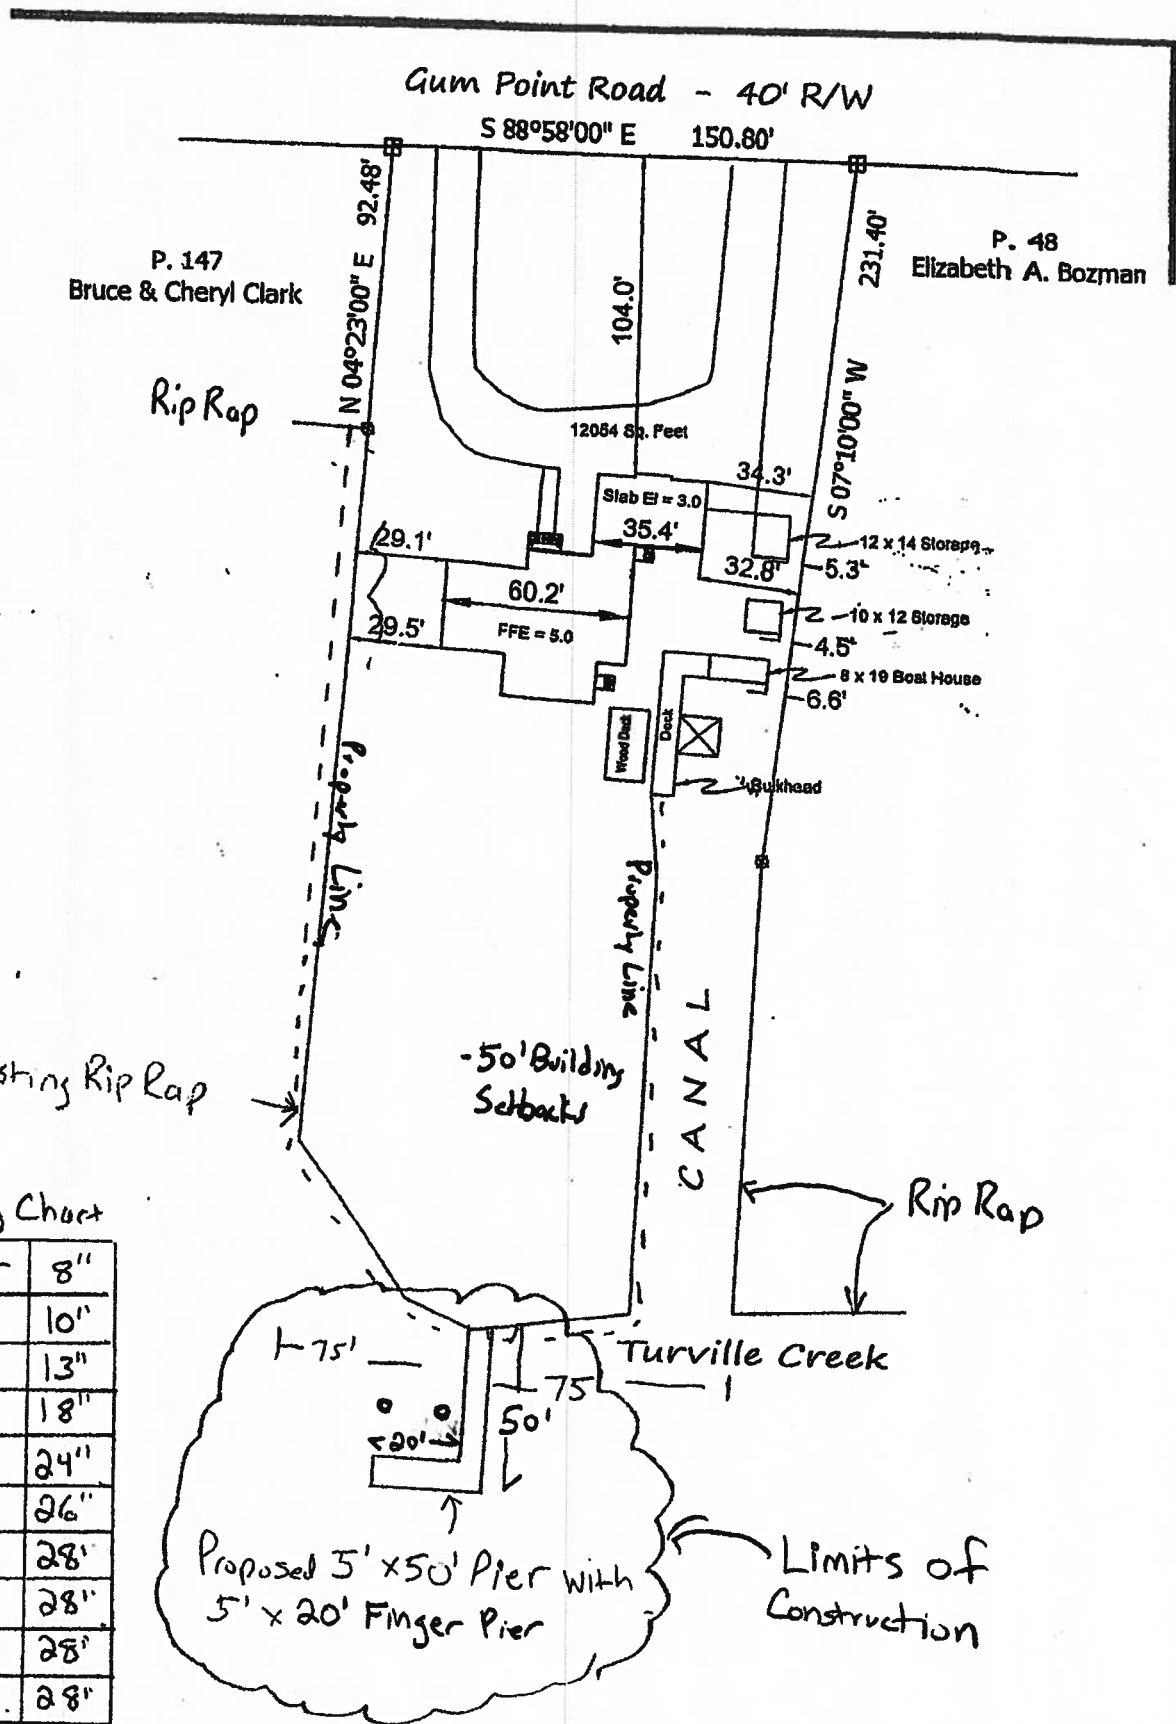 Gum Point Road - 40' R/W
S 88°58'00" E 150.80'
N 04°23'00" E 92.48'
231.40'
S 07°10'00" W
P. 147
Bruce & Cheryl Clark
P. 48
Elizabeth A. Bozman
104.0'
Rip Rap
12054 Sq. Feet
34.3'
Slab El = 3.0
35.4'
12 x 14 Storage
29.1'
32.8'
5.3'
60.2'
10 x 12 Storage
29.5'
FFE = 5.0
4.5'
8 x 19 Boat House
6.6'
Wood Deck
Dock
Bulkhead
Property Line
Property Line
CANAL
-50' Building
Setbacks
sting Rip Rap
Rip Rap
Chart
8"
10"
13"
18"
24"
26"
28'
28"
28'
28"
75'
Turville Creek
75
50'
20'
Proposed 5' x 50' Pier with
5' x 20' Finger Pier
Limits of
Construction